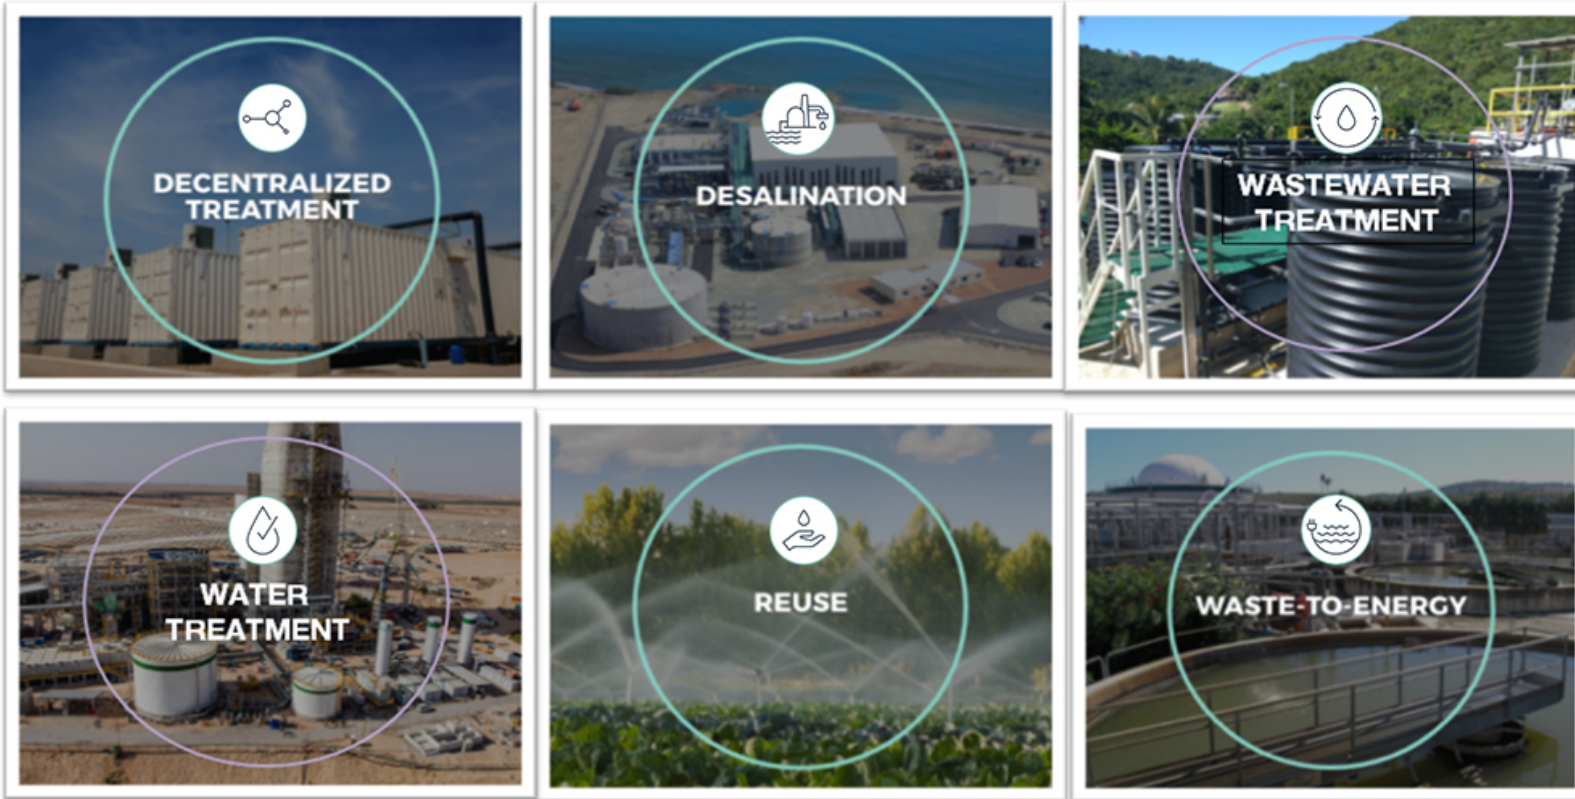 DECENTRALIZED
TREATMENT
DESALINATION
WASTEWATER
TREATMENT
WATER
TREATMENT
REUSE
WASTE-TO-ENERGY